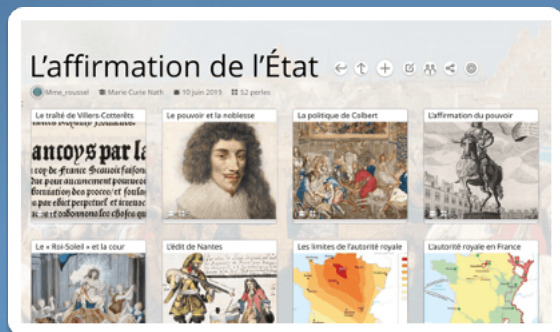 L'affirmation de l'État
Mme_roussel Marie Curie Nath 10 juin 2019 52 perles
Le traité de Villers-Cotterêts
Le pouvoir et la noblesse
La politique de Colbert
L'affirmation du pouvoir
ancoys par la
Le « Roi-Soleil » et la cour
L'édit de Nantes
Les limites de l'autorité royale
L'autorité royale en France